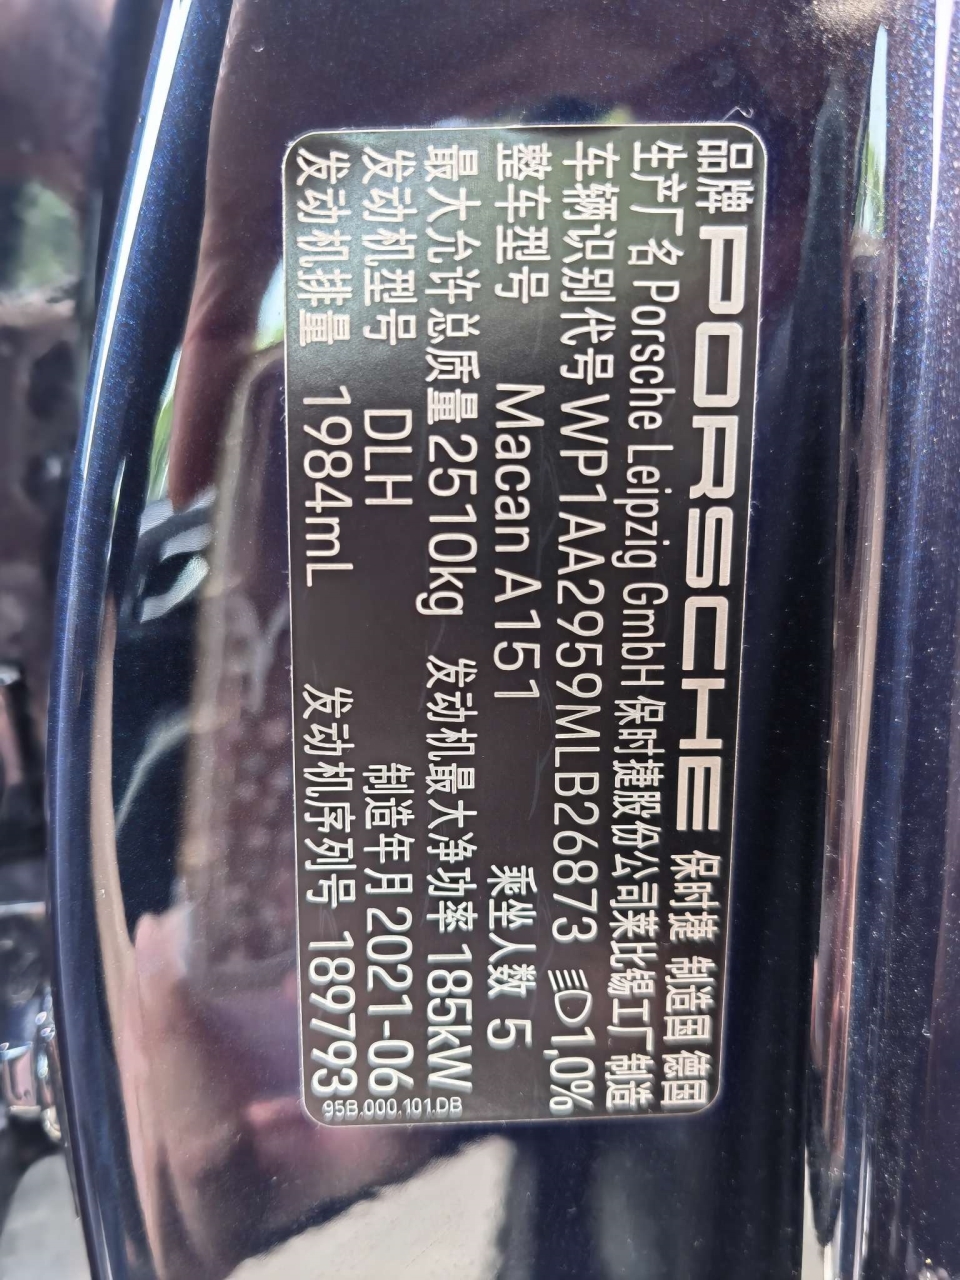 品牌 PORSCHE 保时捷 制造国 德国
生产厂名 Porsche Leipzig GmbH 保时捷股份公司莱比锡工厂制造
车辆识别代号 WP1AA2959MLB26873 1,0%
整车型号 Macan A151 乘坐人数 5
最大允许总质量 2510kg 发动机最大净功率 185kW
发动机型号 DLH 制造年月 2021-06
发动机排量 1984mL 发动机序列号 189793
95B.000.101.DB